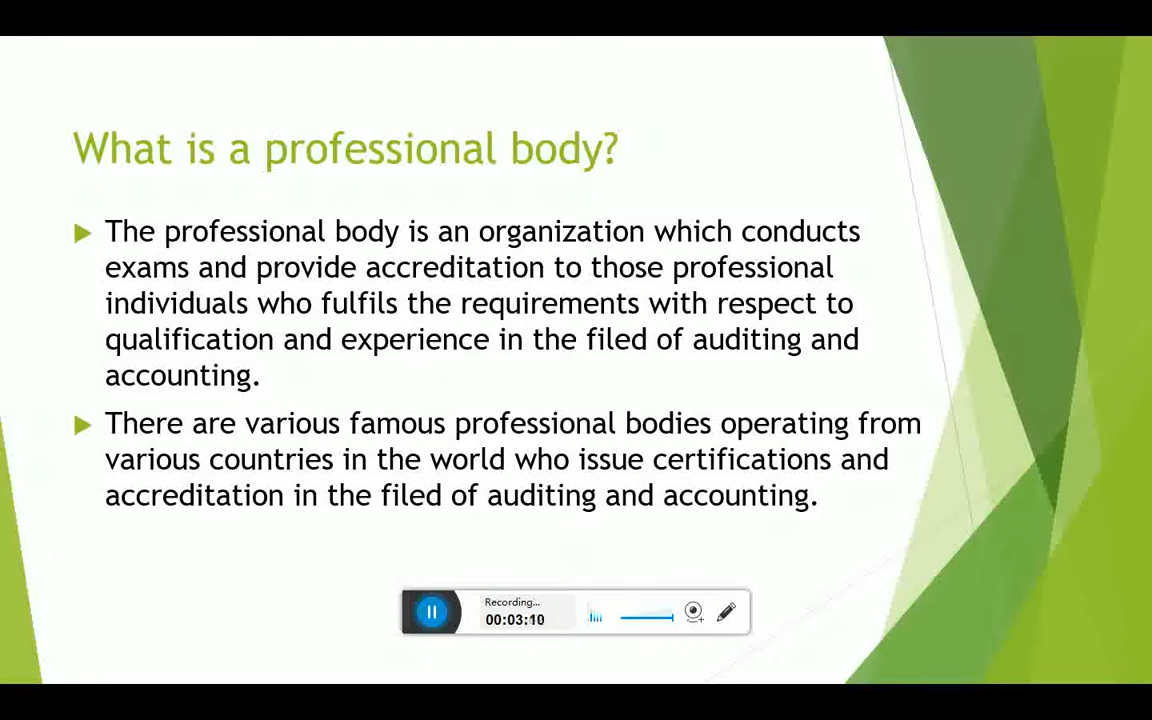 What is a professional body?
The professional body is an organization which conducts
exams and provide accreditation to those professional
individuals who fulfils the requirements with respect to
qualification and experience in the filed of auditing and
accounting.
There are various famous professional bodies operating from
various countries in the world who issue certifications and
accreditation in the filed of auditing and accounting.
Recording...
00:03:10